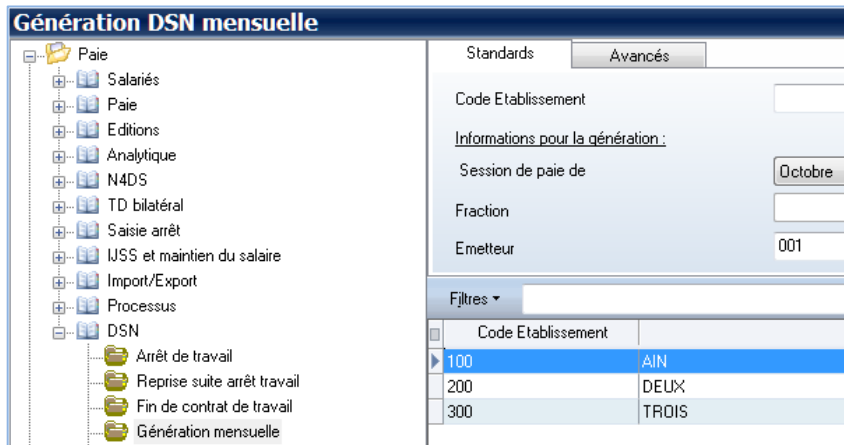 Génération DSN mensuelle
Paie
Salariés
Paie
Editions
Analytique
N4DS
TD bilatéral
Saisie arrêt
IJSS et maintien du salaire
Import/Export
Processus
DSN
Arrêt de travail
Reprise suite arrêt travail
Fin de contrat de travail
Génération mensuelle
Standards Avancés
Code Etablissement
Informations pour la génération :
Session de paie de Octobre
Fraction
Emetteur 001
Filtres
Code Etablissement
100 AIN
200 DEUX
300 TROIS